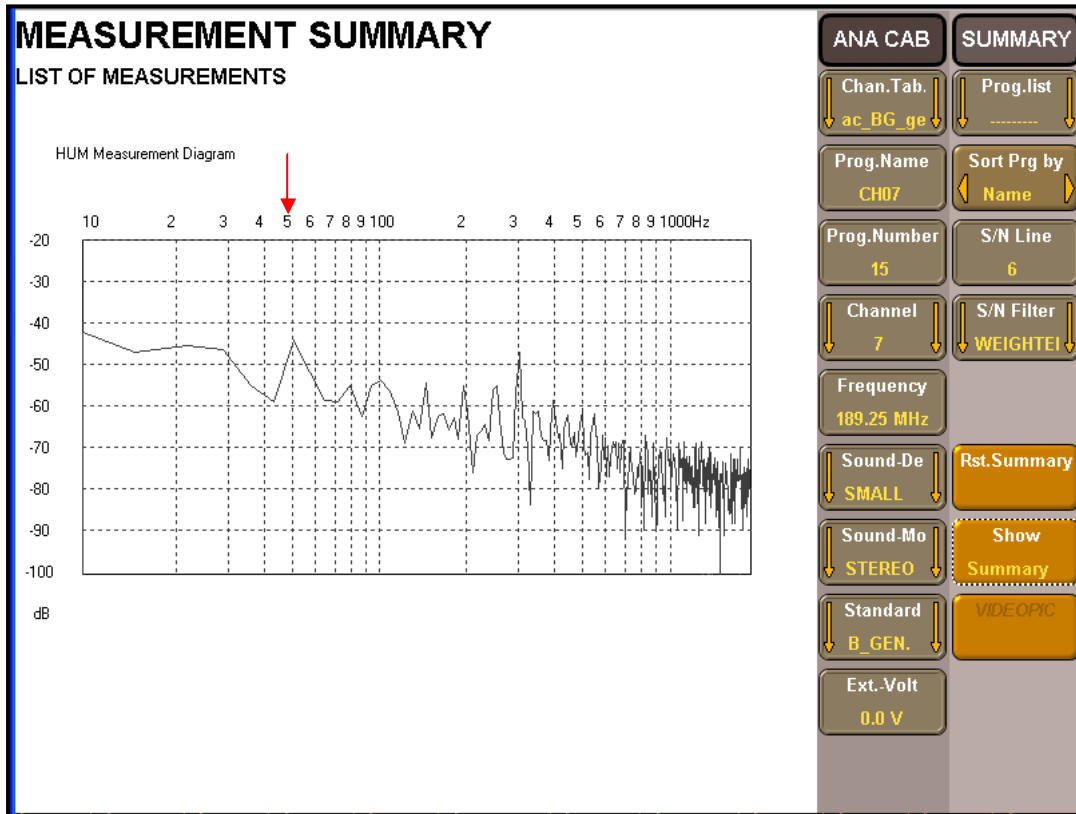 MEASUREMENT SUMMARY
LIST OF MEASUREMENTS
HUM Measurement Diagram
10 2 3 4 5 6 7 8 9 100 2 3 4 5 6 7 8 9 1000Hz
-20
-30
-40
-50
-60
-70
-80
-90
-100
dB
ANA CAB
Chan.Tab.
ac_BG_ge
Prog.Name
CH07
Prog.Number
15
Channel
7
Frequency
189.25 MHz
Sound-De
SMALL
Sound-Mo
STEREO
Standard
B_GEN.
Ext.-Volt
0.0 V
SUMMARY
Prog.list
---------
Sort Prg by
Name
S/N Line
6
S/N Filter
WEIGHTEI
Rst.Summary
Show
Summary
VIDEOPIC